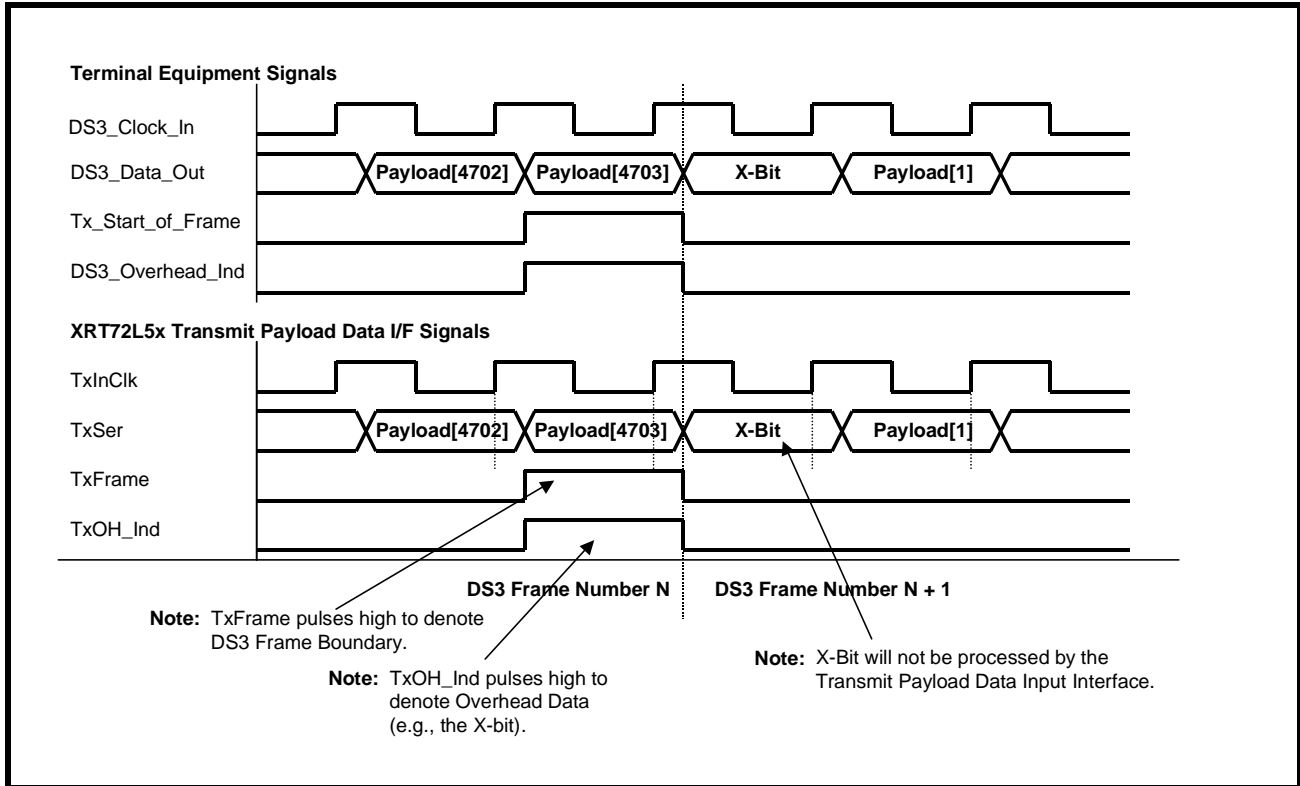 Terminal Equipment Signals
DS3_Clock_In
DS3_Data_Out
Payload[4702] Payload[4703] X-Bit Payload[1]
Tx_Start_of_Frame
DS3_Overhead_Ind
XRT72L5x Transmit Payload Data I/F Signals
TxInClk
TxSer
Payload[4702] Payload[4703] X-Bit Payload[1]
TxFrame
TxOH_Ind
DS3 Frame Number N DS3 Frame Number N + 1
Note: TxFrame pulses high to denote
DS3 Frame Boundary.
Note: TxOH_Ind pulses high to
denote Overhead Data
(e.g., the X-bit).
Note: X-Bit will not be processed by the
Transmit Payload Data Input Interface.